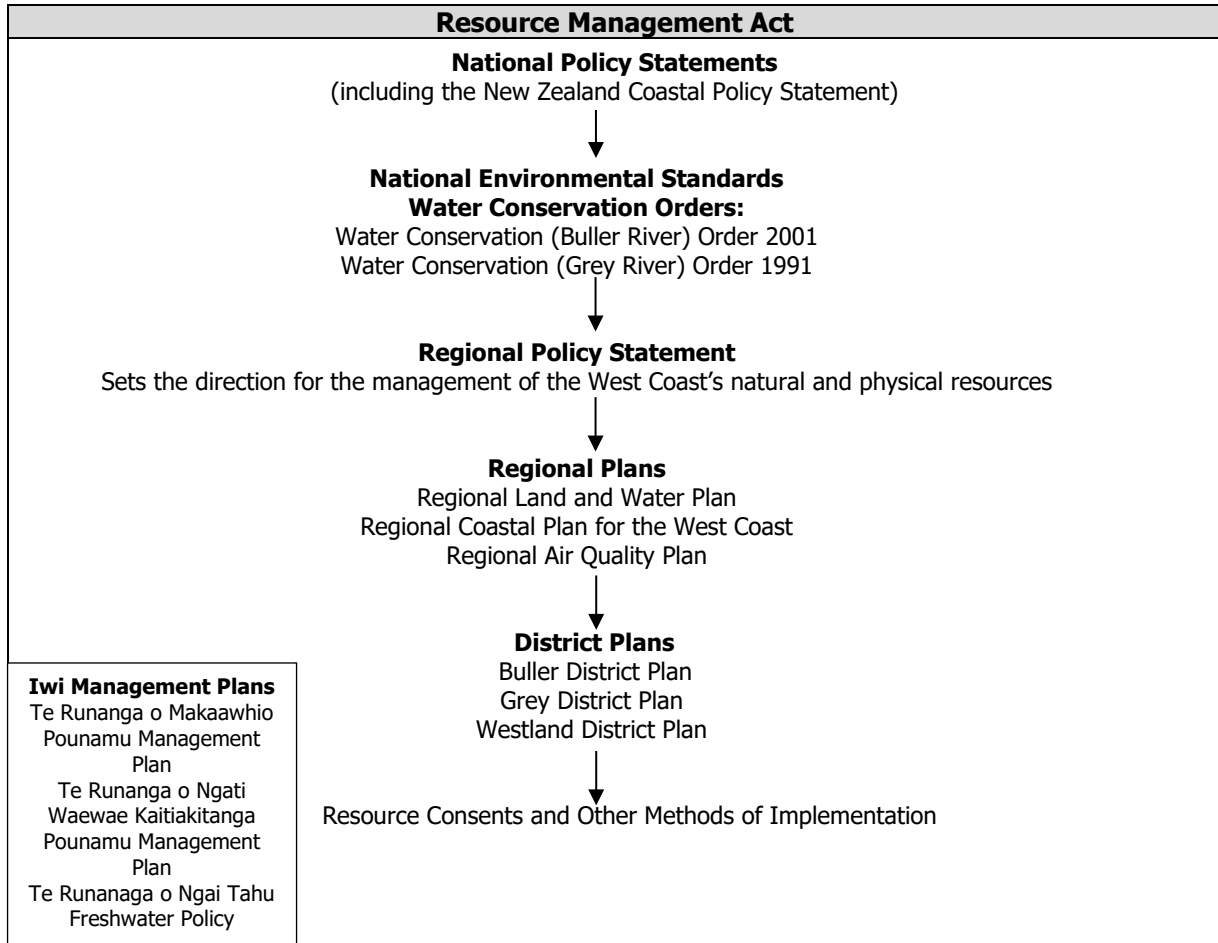 Resource Management Act
National Policy Statements
(including the New Zealand Coastal Policy Statement)
National Environmental Standards
Water Conservation Orders:
Water Conservation (Buller River) Order 2001
Water Conservation (Grey River) Order 1991
Regional Policy Statement
Sets the direction for the management of the West Coast's natural and physical resources
Regional Plans
Regional Land and Water Plan
Regional Coastal Plan for the West Coast
Regional Air Quality Plan
District Plans
Buller District Plan
Grey District Plan
Westland District Plan
Resource Consents and Other Methods of Implementation
Iwi Management Plans
Te Runanga o Makaawhio
Pounamu Management
Plan
Te Runanga o Ngati
Waewae Kaitiakitanga
Pounamu Management
Plan
Te Runanaga o Ngai Tahu
Freshwater Policy